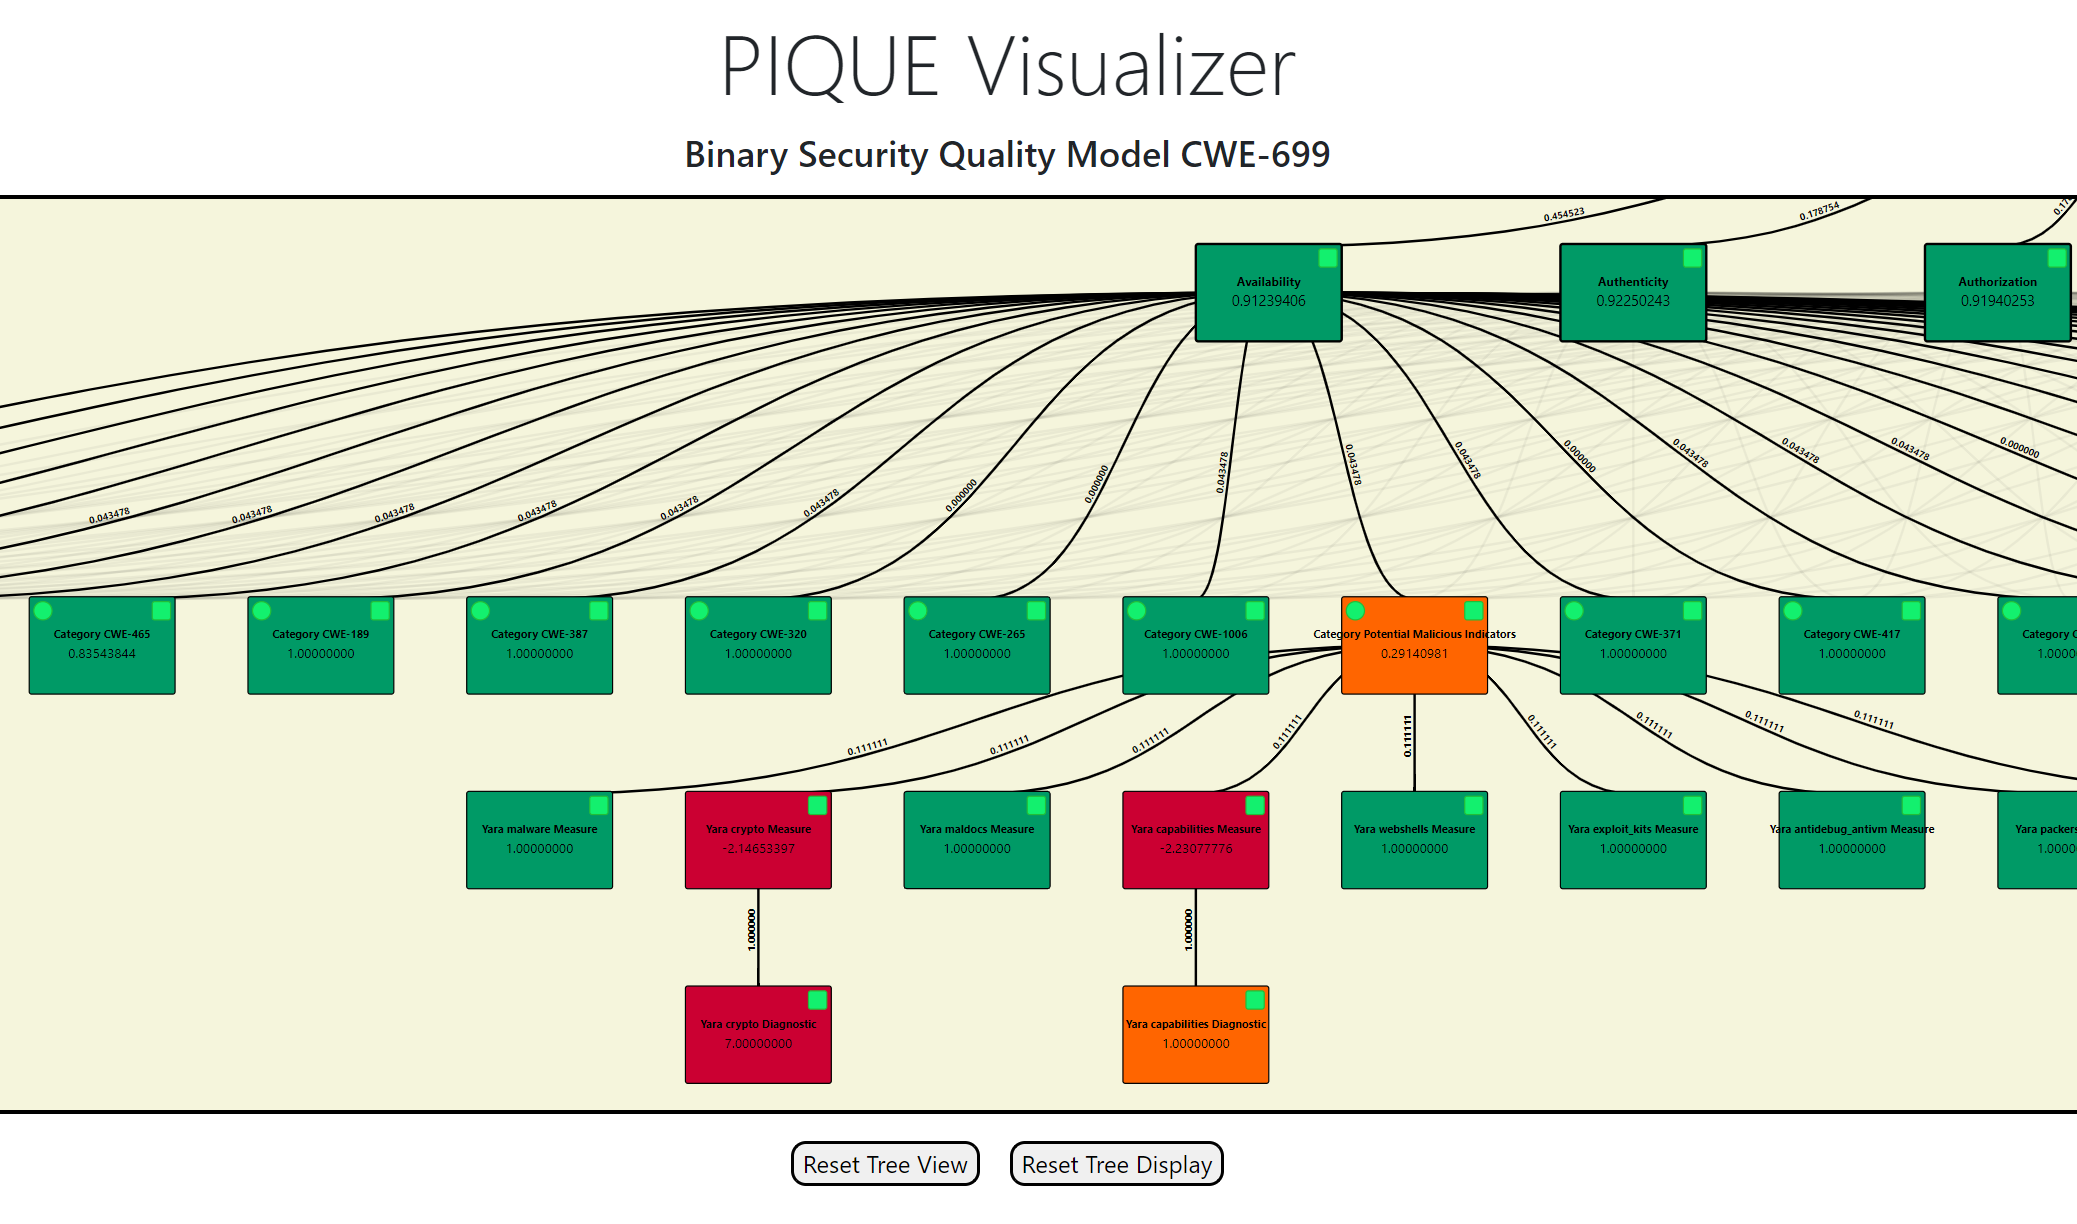 PIQUE Visualizer
Binary Security Quality Model CWE-699
0.454523
0.178754
Availability
0.91239406
Authenticity
0.92250243
Authorization
0.91940253
0.043478
0.043478
0.043478
0.043478
0.043478
0.043478
0.000000
0.000000
0.043478
0.043478
0.043478
0.000000
0.043478
0.043478
0.043478
0.000000
Category CWE-465
0.83543844
Category CWE-189
1.00000000
Category CWE-387
1.00000000
Category CWE-320
1.00000000
Category CWE-265
1.00000000
Category CWE-1006
1.00000000
Category Potential Malicious Indicators
0.29140981
Category CWE-371
1.00000000
Category CWE-417
1.00000000
Category
0.111111
0.111111
0.111111
0.111111
0.111111
0.111111
0.111111
0.111111
0.111111
Yara malware Measure
1.00000000
Yara crypto Measure
-2.14653397
Yara maldocs Measure
1.00000000
Yara capabilities Measure
-2.23077776
Yara webshells Measure
1.00000000
Yara exploit_kits Measure
1.00000000
Yara antidebug_antivm Measure
1.00000000
Yara packers
1.000000
1.000000
Yara crypto Diagnostic
7.00000000
Yara capabilities Diagnostic
1.00000000
Reset Tree View
Reset Tree Display